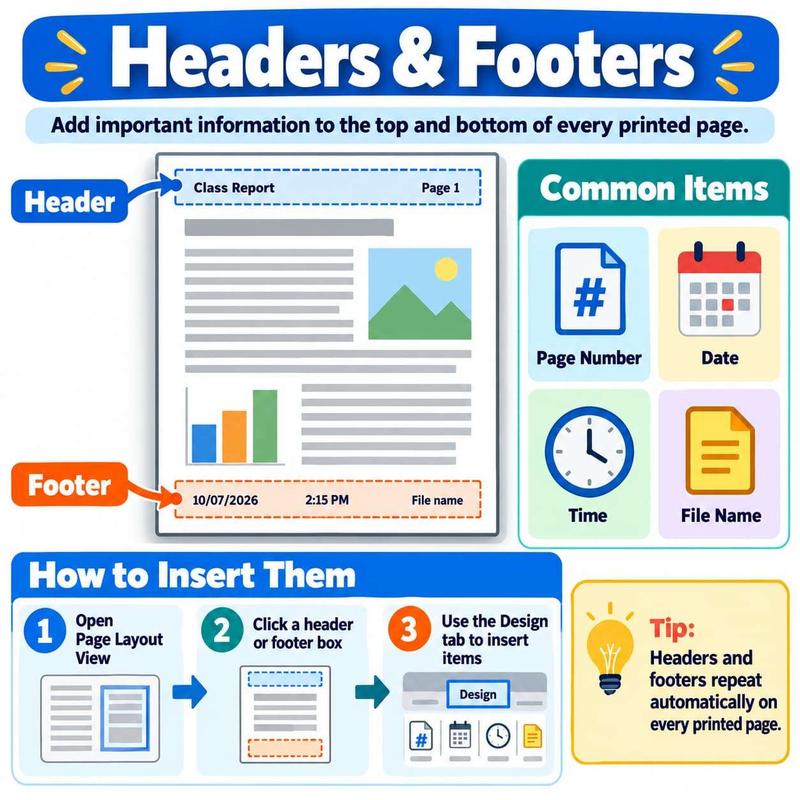 Headers & Footers
Add important information to the top and bottom of every printed page.
Header
Class Report
Page 1
Footer
10/07/2026
2:15 PM
File name
Common Items
#
Page Number
Date
Time
File Name
How to Insert Them
1
Open
Page Layout
View
2
Click a header
or footer box
3
Use the Design
tab to insert
items
Design
#
Tip:
Headers and
footers repeat
automatically on
every printed page.